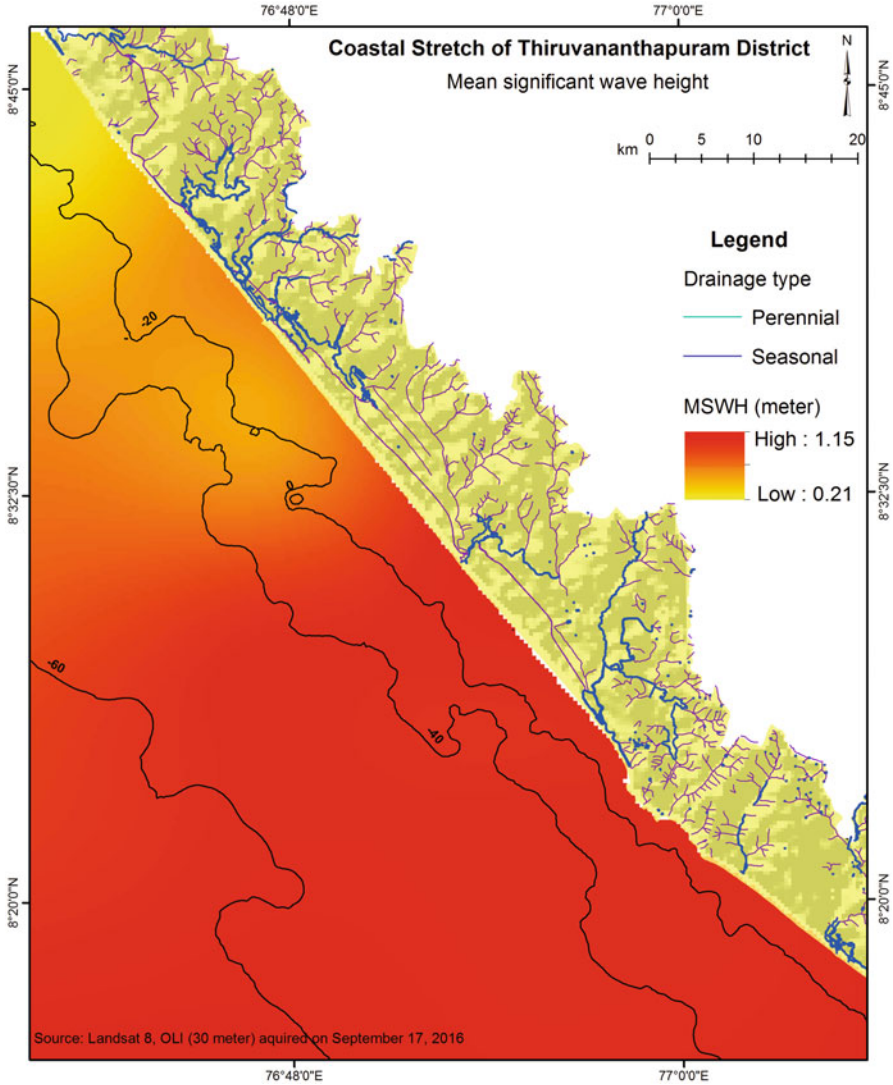 76°48'0"E
77°0'0"E
Coastal Stretch of Thiruvananthapuram District
Mean significant wave height
N
8°45'0"N
8°45'0"N
km 0 5 10 20
Legend
Drainage type
Perennial
Seasonal
MSWH (meter)
High : 1.15
Low : 0.21
-20
8°32'30"N
8°32'30"N
-60
-40
8°20'0"N
8°20'0"N
Source: Landsat 8, OLI (30 meter) aquired on September 17, 2016
76°48'0"E
77°0'0"E